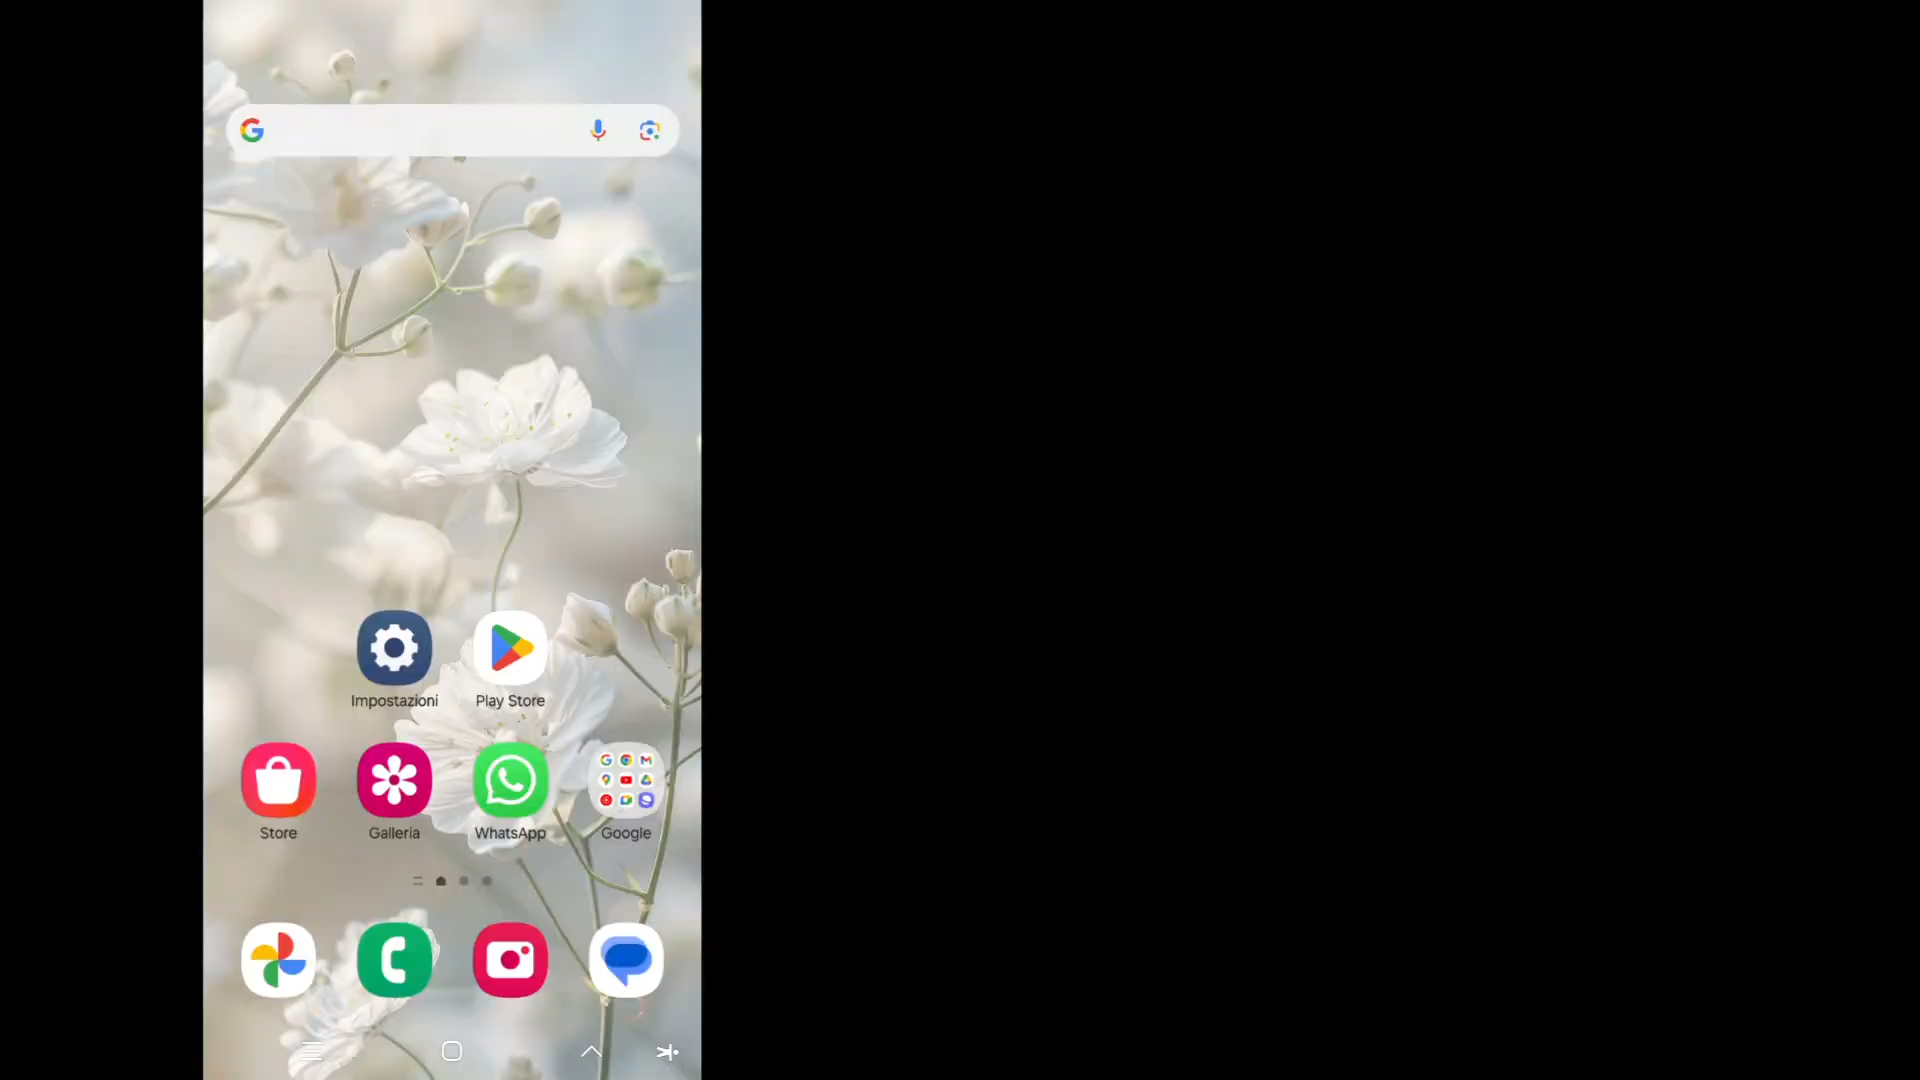 Impostazioni
Play Store
Store
Galleria
WhatsApp
Google